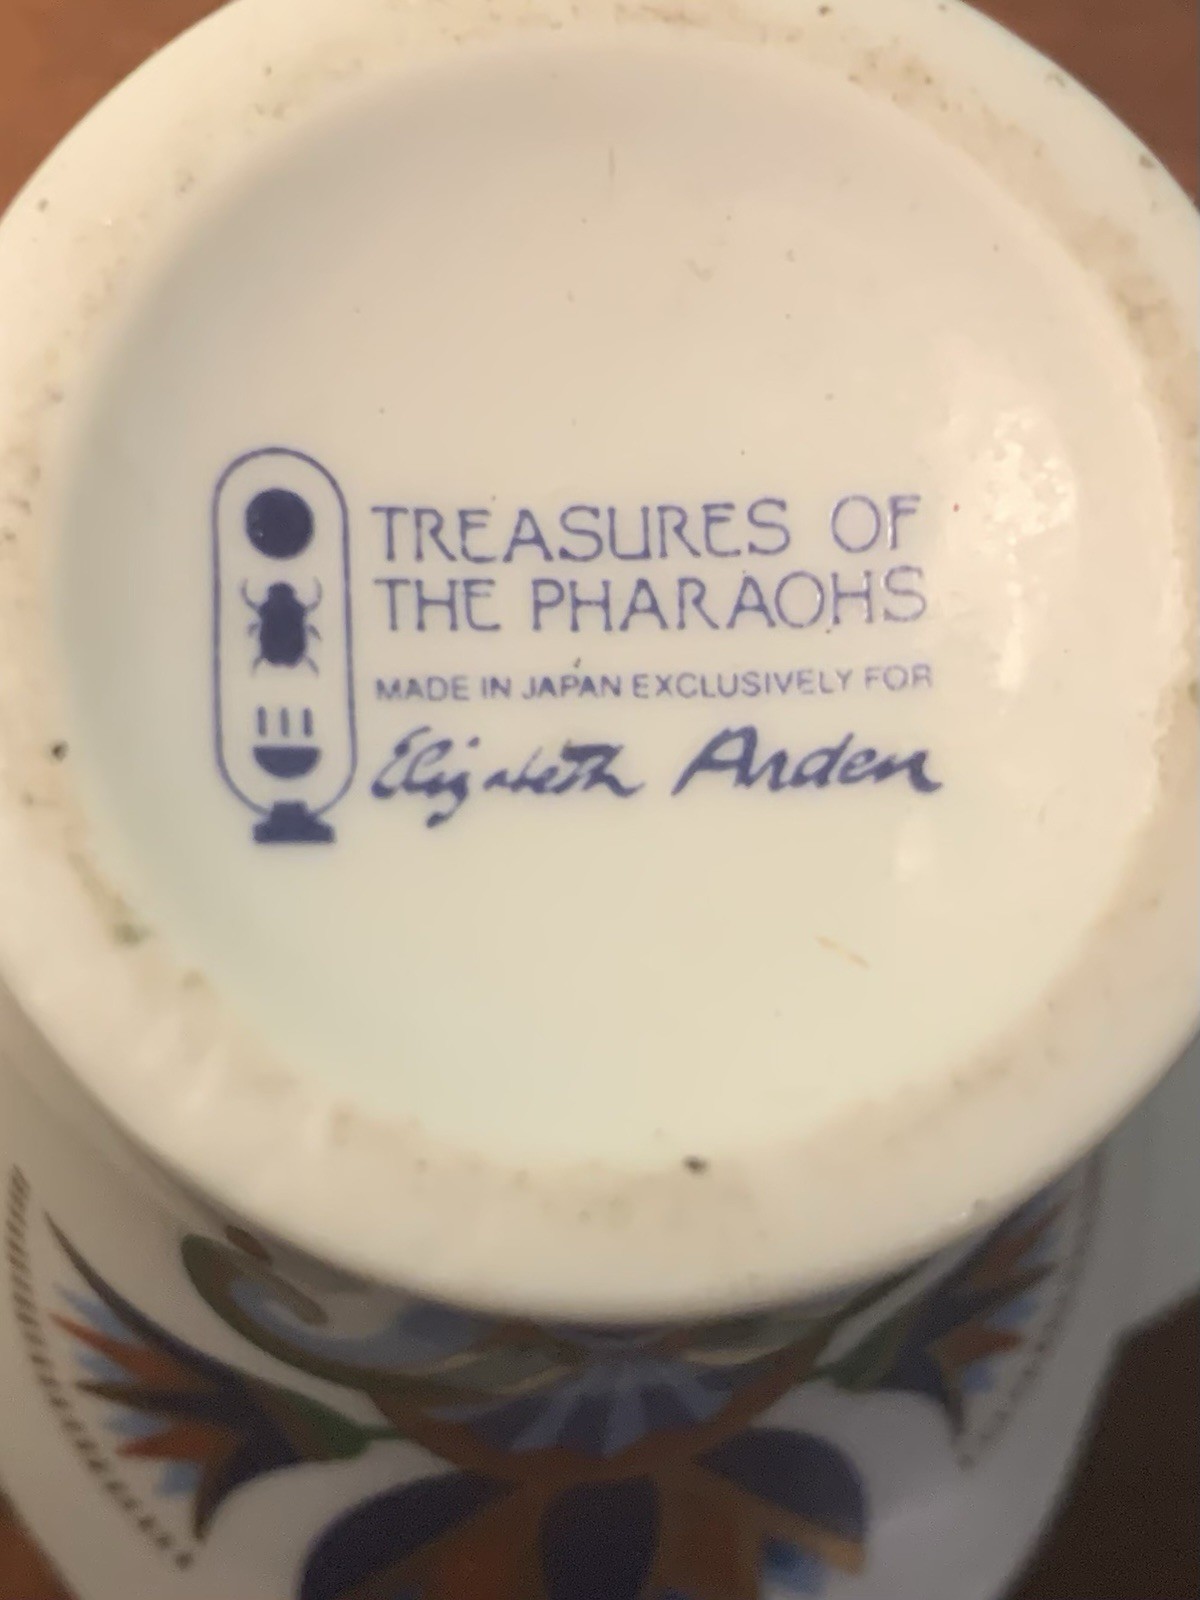 TREASURES OF
THE PHARAOHS
MADE IN JAPAN EXCLUSIVELY FOR
Elizabeth Arden